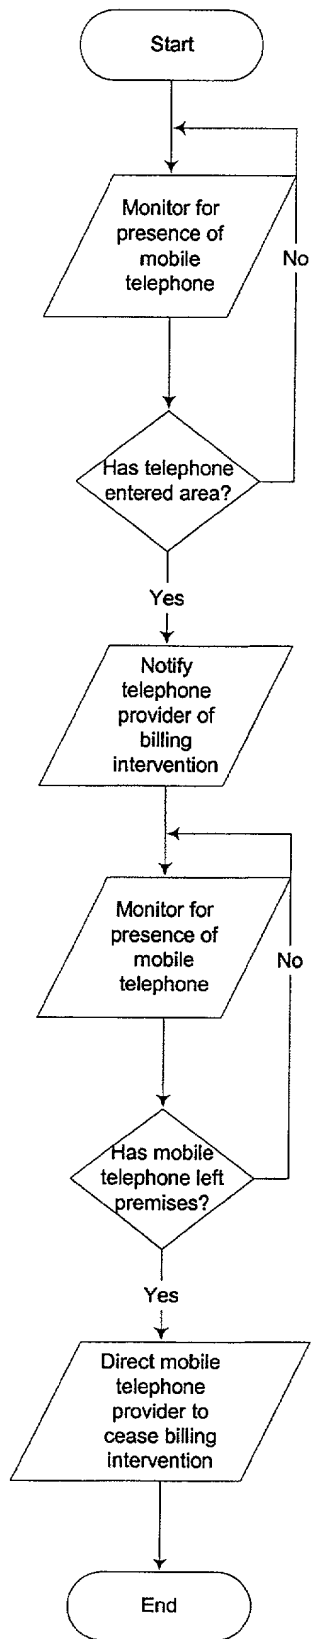 Start
Monitor for
presence of
mobile
telephone
No
Has telephone
entered area?
Yes
Notify
telephone
provider of
billing
intervention
Monitor for
presence of
mobile
telephone
No
Has mobile
telephone left
premises?
Yes
Direct mobile
telephone
provider to
cease billing
intervention
End